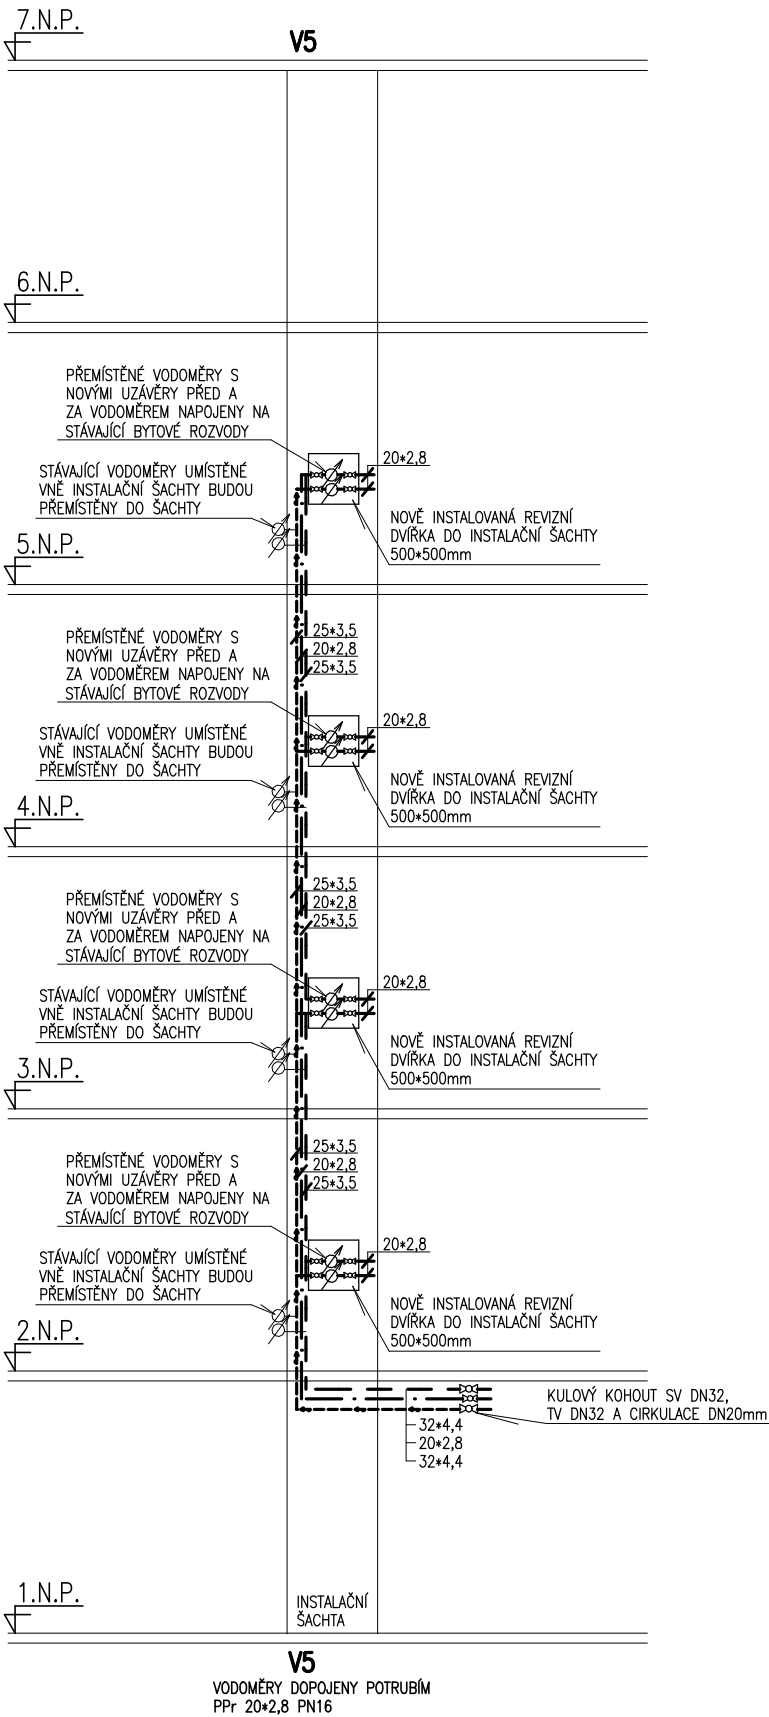 7.N.P.
V5
6.N.P.
PŘEMÍSTĚNÉ VODOMĚRY S
NOVÝMI UZÁVĚRY PŘED A
ZA VODOMĚREM NAPOJENY NA
STÁVAJÍCÍ BYTOVÉ ROZVODY
20*2,8
STÁVAJÍCÍ VODOMĚRY UMÍSTĚNÉ
VNĚ INSTALAČNÍ ŠACHTY BUDOU
PŘEMÍSTĚNY DO ŠACHTY
NOVĚ INSTALOVANÁ REVIZNÍ
DVÍŘKA DO INSTALAČNÍ ŠACHTY
500*500mm
5.N.P.
25*3,5
20*2,8
25*3,5
PŘEMÍSTĚNÉ VODOMĚRY S
NOVÝMI UZÁVĚRY PŘED A
ZA VODOMĚREM NAPOJENY NA
STÁVAJÍCÍ BYTOVÉ ROZVODY
20*2,8
STÁVAJÍCÍ VODOMĚRY UMÍSTĚNÉ
VNĚ INSTALAČNÍ ŠACHTY BUDOU
PŘEMÍSTĚNY DO ŠACHTY
NOVĚ INSTALOVANÁ REVIZNÍ
DVÍŘKA DO INSTALAČNÍ ŠACHTY
500*500mm
4.N.P.
25*3,5
20*2,8
25*3,5
PŘEMÍSTĚNÉ VODOMĚRY S
NOVÝMI UZÁVĚRY PŘED A
ZA VODOMĚREM NAPOJENY NA
STÁVAJÍCÍ BYTOVÉ ROZVODY
20*2,8
STÁVAJÍCÍ VODOMĚRY UMÍSTĚNÉ
VNĚ INSTALAČNÍ ŠACHTY BUDOU
PŘEMÍSTĚNY DO ŠACHTY
NOVĚ INSTALOVANÁ REVIZNÍ
DVÍŘKA DO INSTALAČNÍ ŠACHTY
500*500mm
3.N.P.
25*3,5
20*2,8
25*3,5
PŘEMÍSTĚNÉ VODOMĚRY S
NOVÝMI UZÁVĚRY PŘED A
ZA VODOMĚREM NAPOJENY NA
STÁVAJÍCÍ BYTOVÉ ROZVODY
20*2,8
STÁVAJÍCÍ VODOMĚRY UMÍSTĚNÉ
VNĚ INSTALAČNÍ ŠACHTY BUDOU
PŘEMÍSTĚNY DO ŠACHTY
NOVĚ INSTALOVANÁ REVIZNÍ
DVÍŘKA DO INSTALAČNÍ ŠACHTY
500*500mm
2.N.P.
KULOVÝ KOHOUT SV DN32,
TV DN32 A CIRKULACE DN20mm
32*4,4
20*2,8
32*4,4
1.N.P.
INSTALAČNÍ
ŠACHTA
V5
VODOMĚRY DOPOJENY POTRUBÍM
PPr 20*2,8 PN16